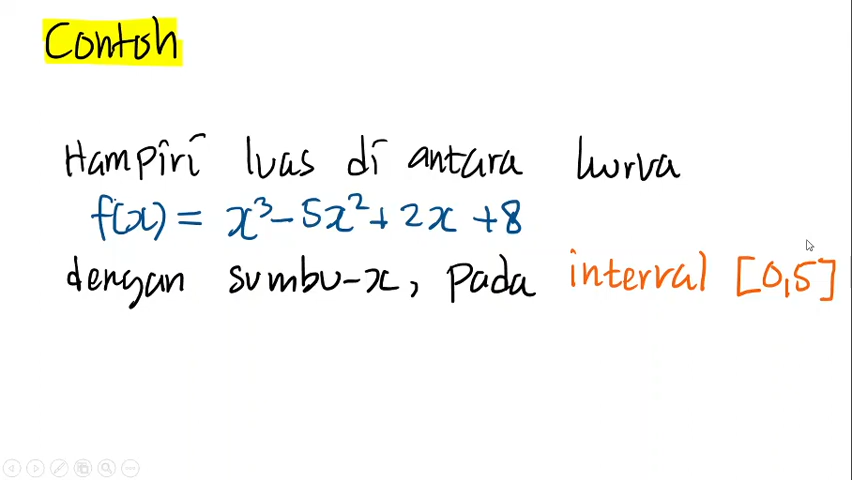 Contoh
Hampiri luas di antara kurva
f(x) = x³ - 5x² + 2x + 8
dengan sumbu-x, pada interval [0,5]